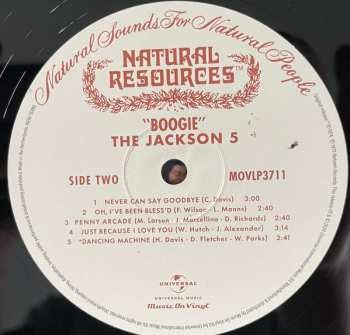 Natural Sounds For Natural People
NATURAL
RESOURCES™
"BOOGIE"
THE JACKSON 5
SIDE TWO
MOVLP3711
1 NEVER CAN SAY GOODBYE (C. Davis) 3:00
2 OH, I'VE BEEN BLESS'D (F. Wilson - L. Manns) 2:40
3 PENNY ARCADE (M. Larson - J. Marcellino - D. Richards) 2:40
4 JUST BECAUSE I LOVE YOU (W. Hutch - J. Alexander) 3:04
5 *DANCING MACHINE (H. Davis - D. Fletcher - W. Parks) 2:41
UNIVERSAL
UNIVERSAL MUSIC
Music On Vinyl